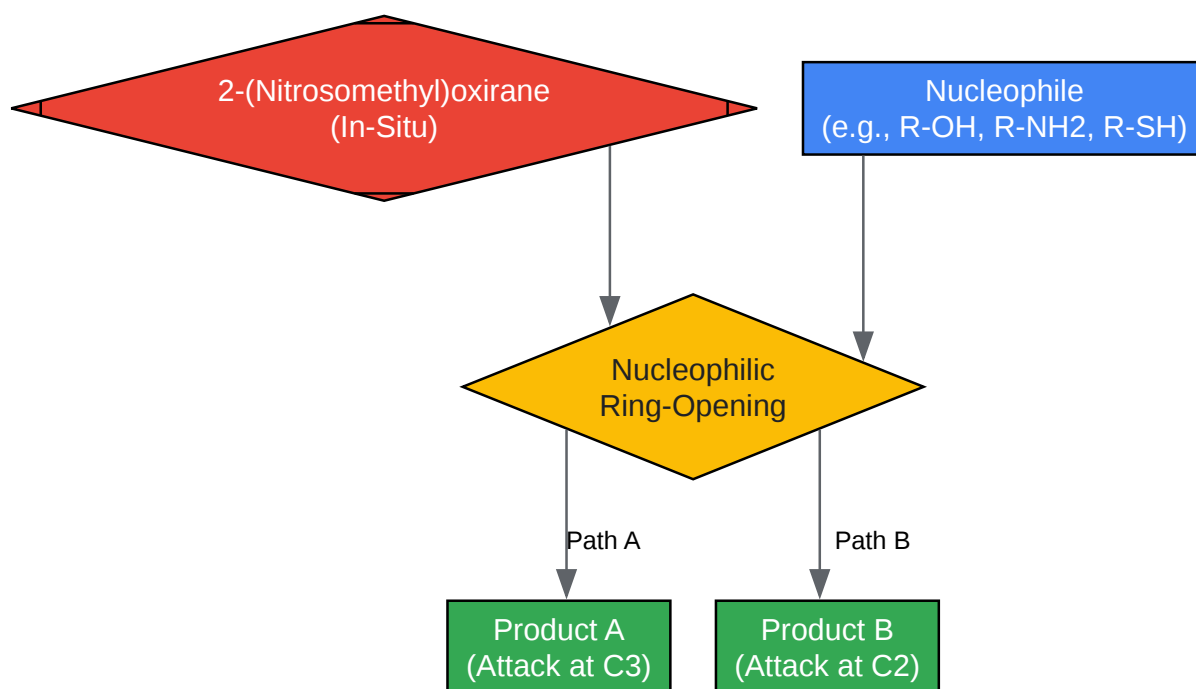 2-(Nitrosomethyl)oxirane
(In-Situ)
Nucleophile
(e.g., R-OH, R-NH2, R-SH)
Nucleophilic
Ring-Opening
Path A
Path B
Product A
(Attack at C3)
Product B
(Attack at C2)